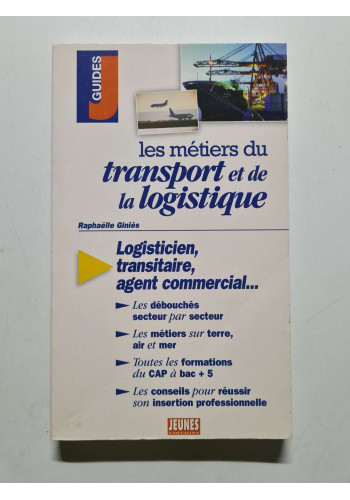 GUIDES
J
les métiers du
transport et de
la logistique
Raphaëlle Giniès
Logisticien,
transitaire,
agent commercial...
Les débouchés
secteur par secteur
Les métiers sur terre,
air et mer
Toutes les formations
du CAP à bac + 5
Les conseils pour réussir
son insertion professionnelle
JEUNES
EDITIONS